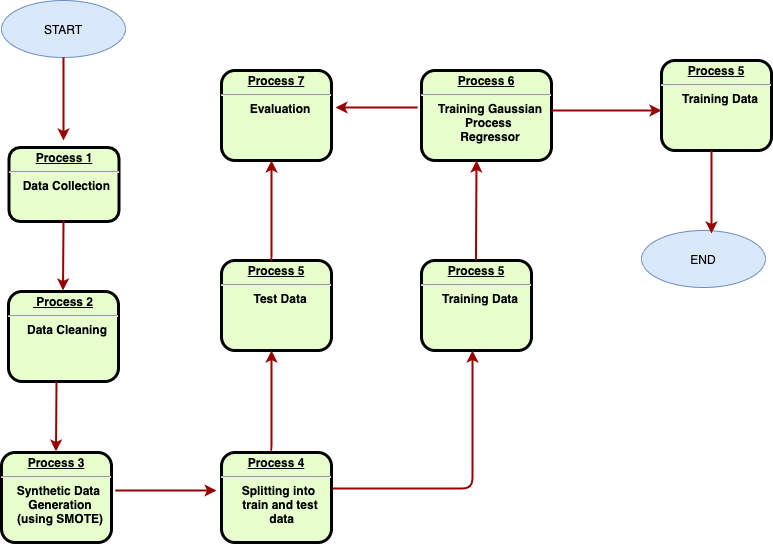 START
Process 1
Data Collection
Process 2
Data Cleaning
Process 3
Synthetic Data
Generation
(using SMOTE)
Process 4
Splitting into
train and test
data
Process 5
Test Data
Process 7
Evaluation
Process 5
Training Data
Process 6
Training Gaussian
Process
Regressor
Process 5
Training Data
END